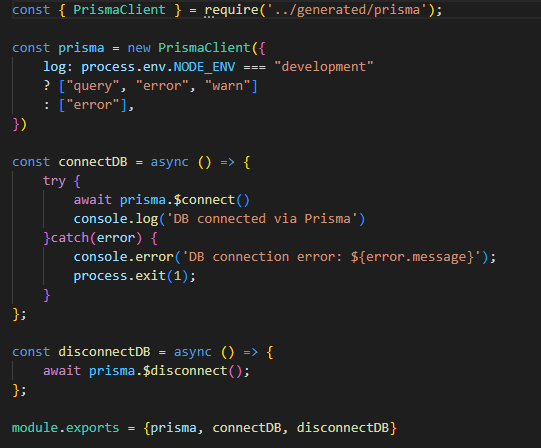 const { PrismaClient } = require('../generated/prisma');
const prisma = new PrismaClient({
    log: process.env.NODE_ENV === "development"
    ? ["query", "error", "warn"]
    : ["error"],
})
const connectDB = async () => {
    try {
        await prisma.$connect()
        console.log('DB connected via Prisma')
    }catch(error) {
        console.error('DB connection error: ${error.message}');
        process.exit(1);
    }
};
const disconnectDB = async () => {
    await prisma.$disconnect();
};
module.exports = {prisma, connectDB, disconnectDB}